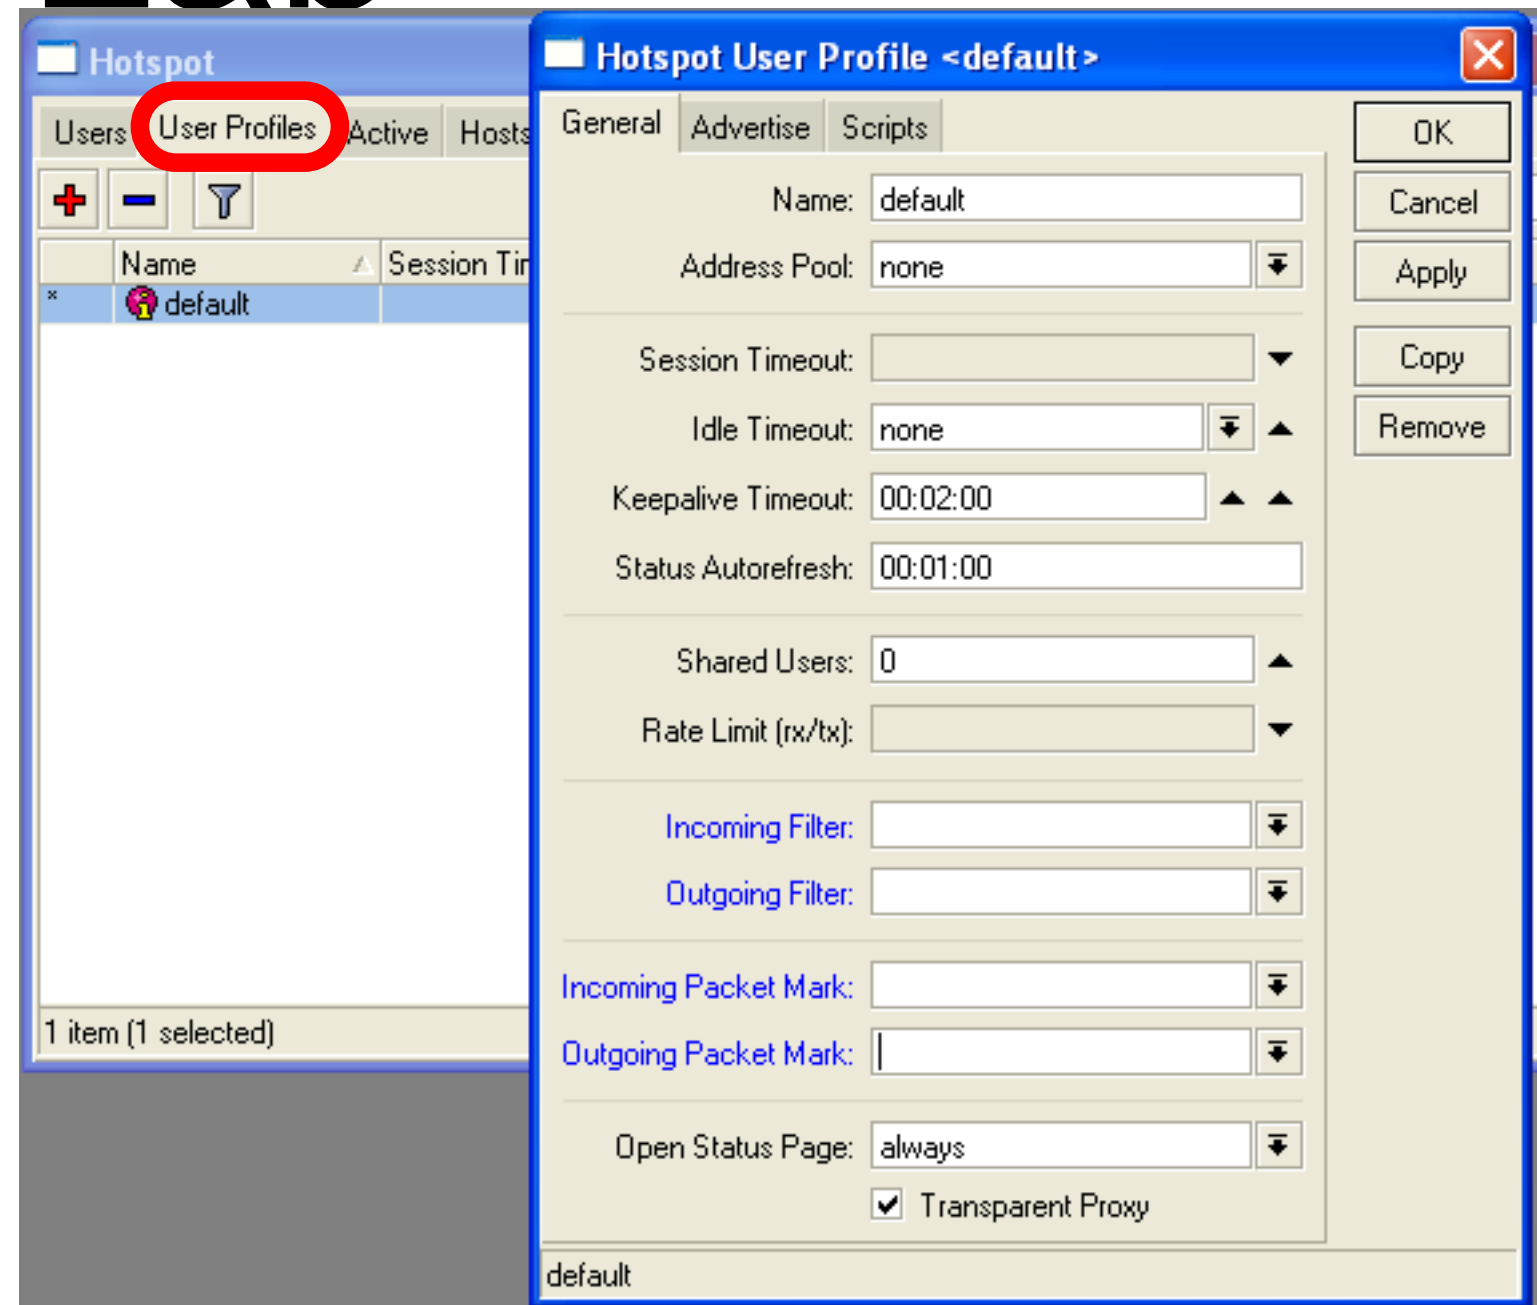 Hotspot
Users User Profiles Active Hosts
Name Session
* default
1 item (1 selected)
Hotspot User Profile <default>
General Advertise Scripts
Name: default
Address Pool: none
Session Timeout:
Idle Timeout: none
Keepalive Timeout: 00:02:00
Status Autorefresh: 00:01:00
Shared Users: 0
Rate Limit (rx/tx):
Incoming Filter:
Outgoing Filter:
Incoming Packet Mark:
Outgoing Packet Mark:
Open Status Page: always
Transparent Proxy
default
OK
Cancel
Apply
Copy
Remove